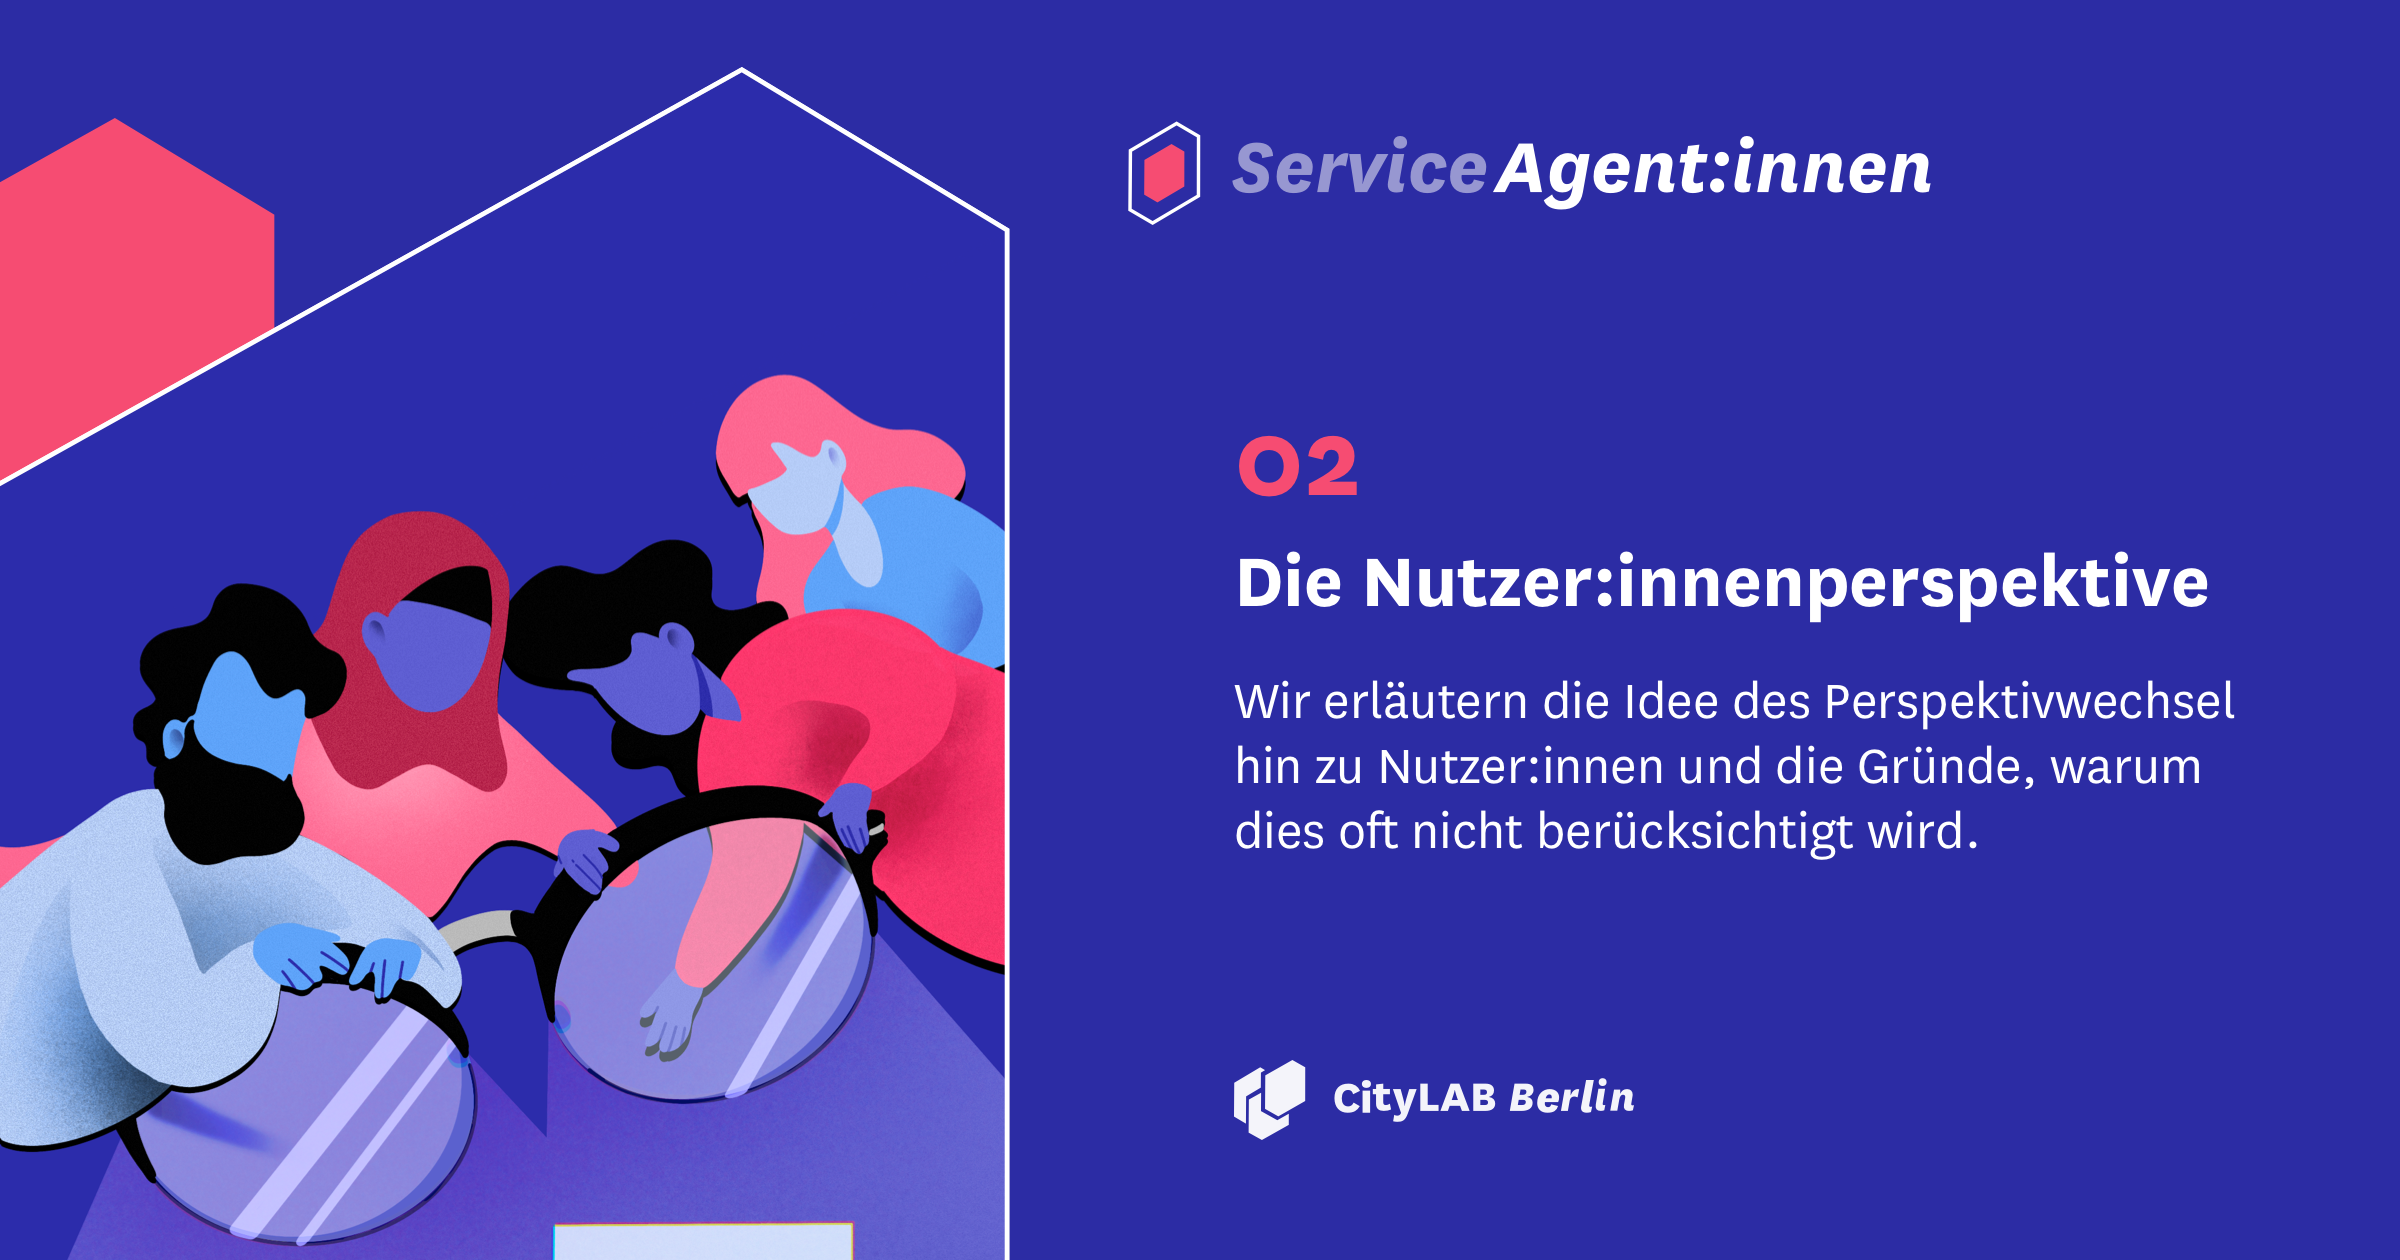 ServiceAgent:innen
02
Die Nutzer:innenperspektive
Wir erläutern die Idee des Perspektivwechsel
hin zu Nutzer:innen und die Gründe, warum
dies oft nicht berücksichtigt wird.
CityLAB Berlin